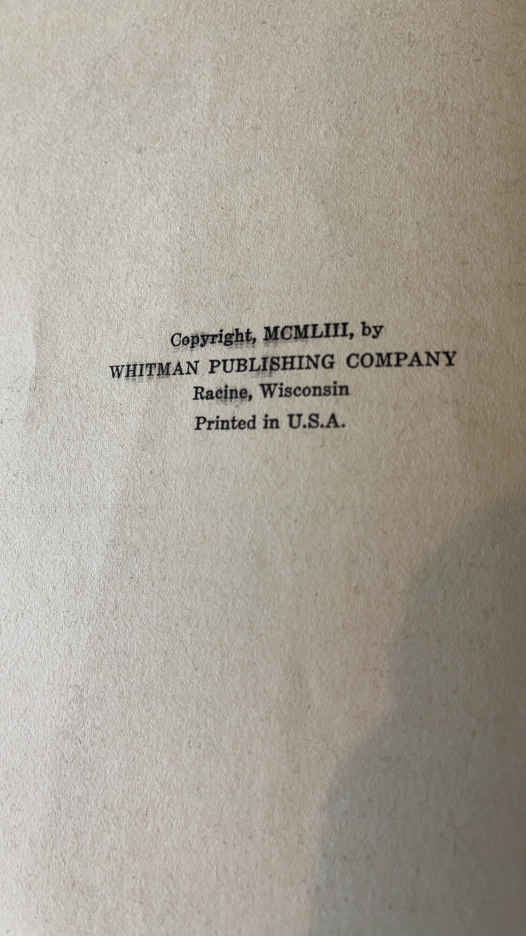 Copyright, MCMLIII, by
WHITMAN PUBLISHING COMPANY
Racine, Wisconsin
Printed in U.S.A.